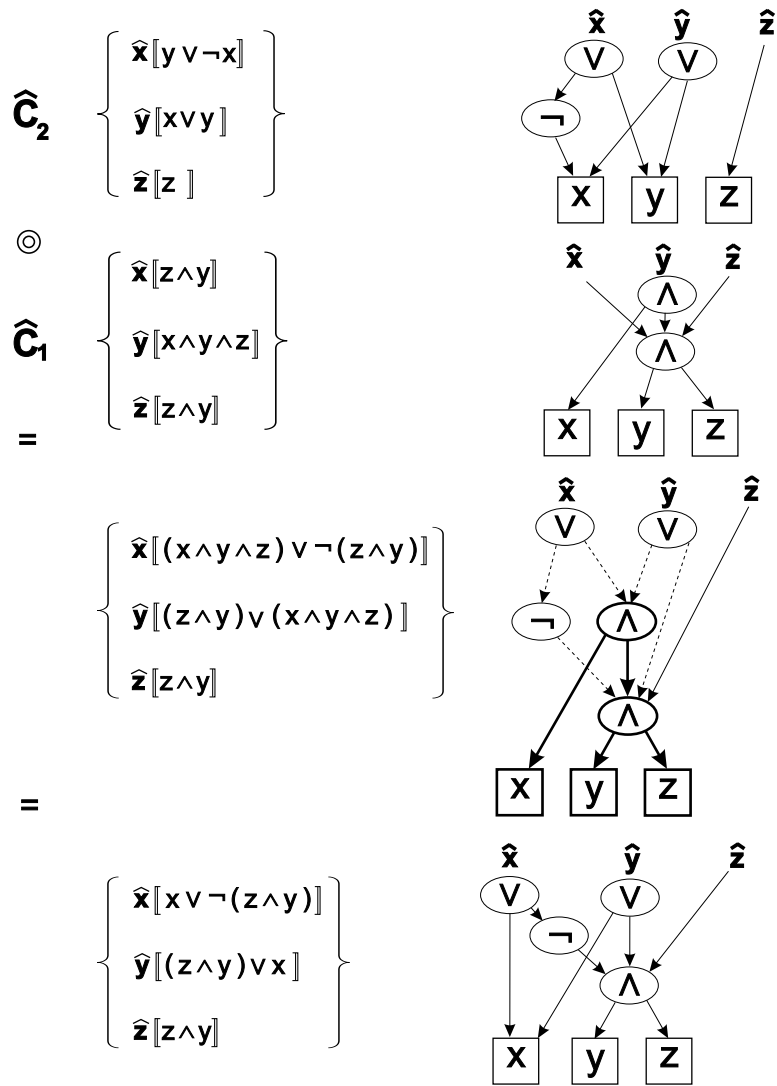 Ĉ₂
x̂⟦y∨¬x⟧
ŷ⟦x∨y⟧
ẑ⟦z⟧
x̂ ŷ ẑ
∨ ∨
¬
x y z
◎
Ĉ₁
x̂⟦z∧y⟧
ŷ⟦x∧y∧z⟧
ẑ⟦z∧y⟧
x̂ ŷ ẑ
∧
∧
x y z
=
x̂⟦(x∧y∧z)∨¬(z∧y)⟧
ŷ⟦(z∧y)∨(x∧y∧z)⟧
ẑ⟦z∧y⟧
x̂ ŷ ẑ
∨ ∨
¬ ∧
∧
x y z
=
x̂⟦x∨¬(z∧y)⟧
ŷ⟦(z∧y)∨x⟧
ẑ⟦z∧y⟧
x̂ ŷ ẑ
∨ ∨
¬
∧
x y z